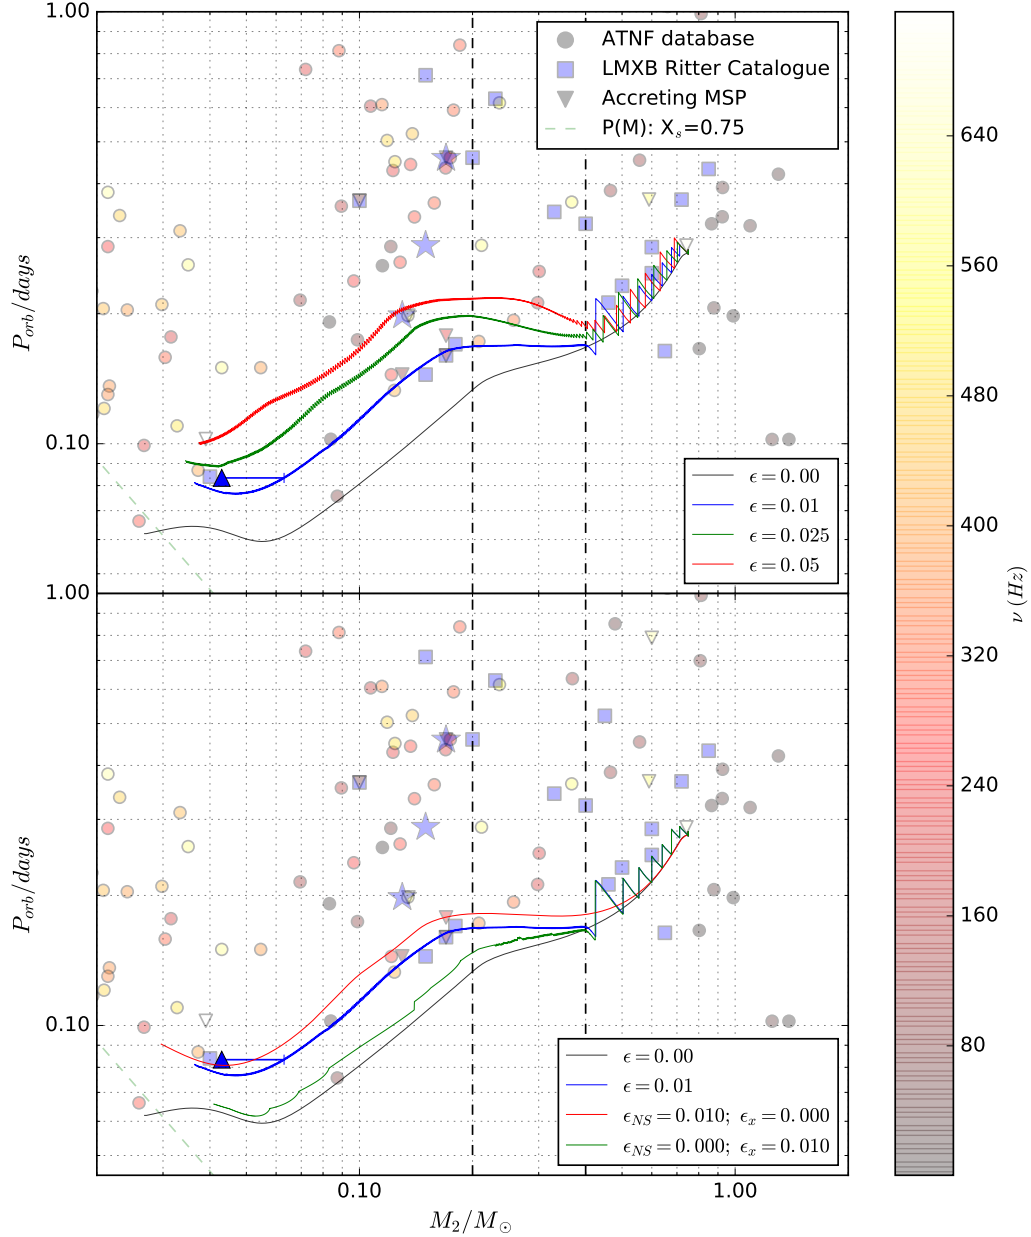 1.00
ATNF database
LMXB Ritter Catalogue
Accreting MSP
P(M): Xₛ=0.75
640
560
P_orb/days
480
0.10
ϵ = 0.00
ϵ = 0.01
ϵ = 0.025
ϵ = 0.05
400
1.00
ν (Hz)
320
240
P_orb/days
160
0.10
80
ϵ = 0.00
ϵ = 0.01
ϵ_NS = 0.010; ϵ_x = 0.000
ϵ_NS = 0.000; ϵ_x = 0.010
0.10 1.00
M₂/M⊙